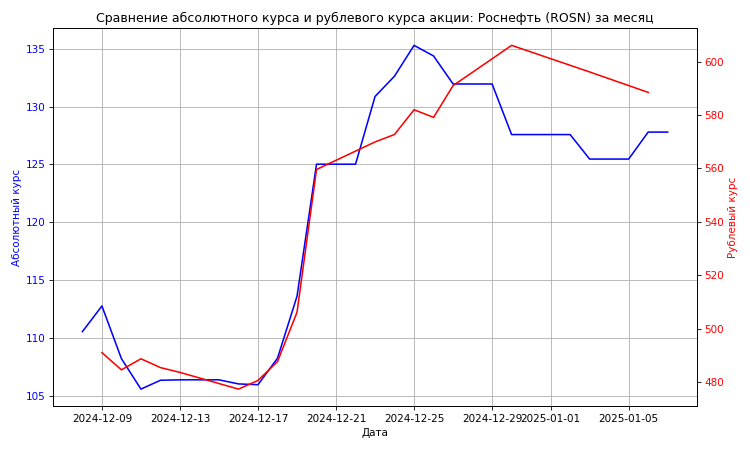 Сравнение абсолютного курса и рублевого курса акции: Роснефть (ROSN) за месяц
Абсолютный курс
135
130
125
120
115
110
105
600
580
560
540
520
500
480
Рублевый курс
2024-12-09 2024-12-13 2024-12-17 2024-12-21 2024-12-25 2024-12-29 2025-01-01 2025-01-05
Дата